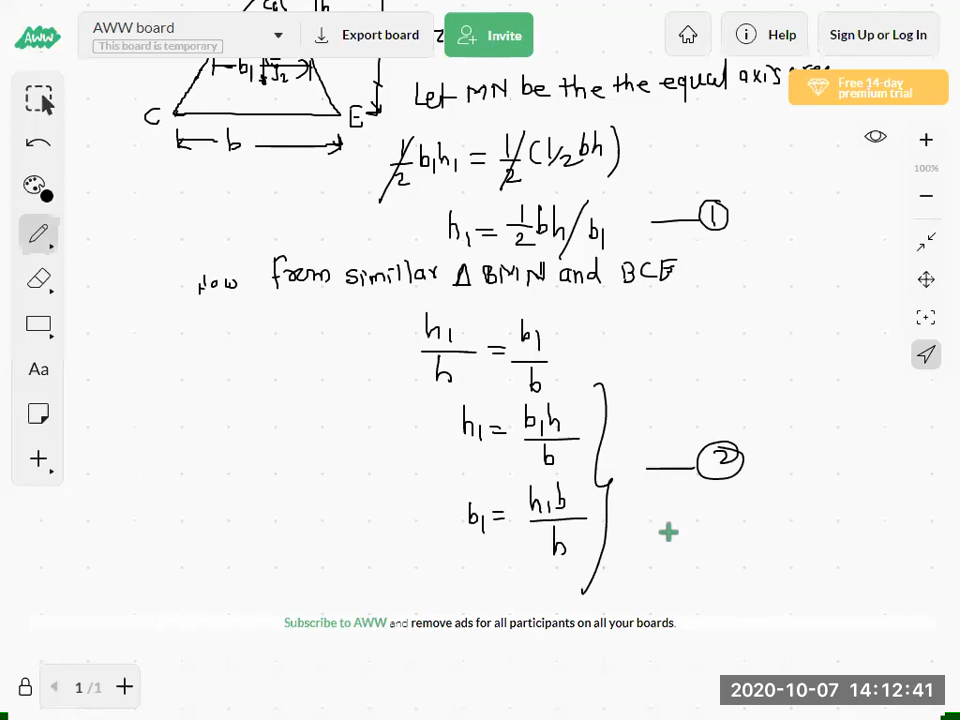 AWW board
This board is temporary
Export board
Invite
Help
Sign Up or Log In
Free 14-day
premium trial
AWW
100%
b1
C
E
b
Let MN be the the equal axis area
1/2 b1h1 = 1/2 (1/2 bh)
h1 = 1/2 bh/b1 — 1
Now from simillar Δ BMN and BCE
h1/h = b1/b
h1 = b1h/b
— 2
b1 = h1b/h
Aa
Subscribe to AWW and remove ads for all participants on all your boards.
1 /1
2020-10-07 14:12:41